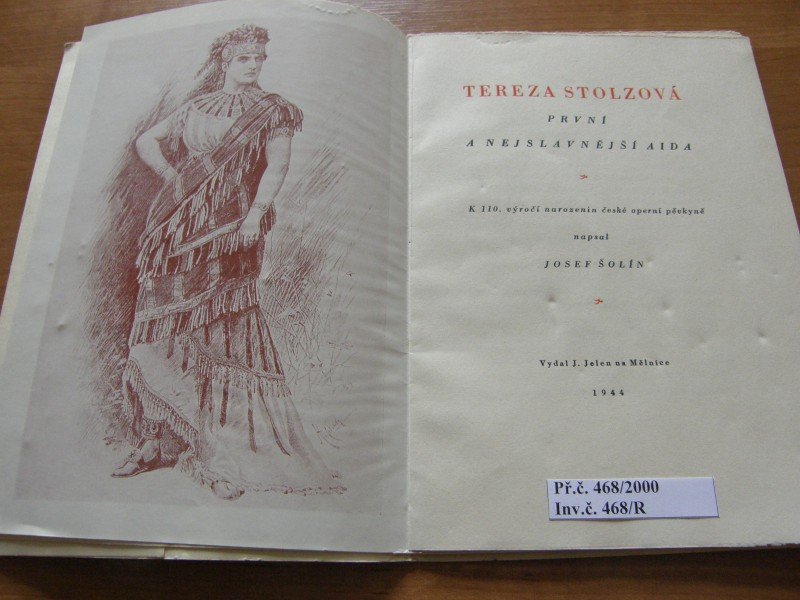 TEREZA STOLZOVÁ
PRVNÍ
A NEJSLAVNĚJŠÍ AIDA
K 110. výročí narozenin české operní pěvkyně
napsal
JOSEF ŠOLÍN
Vydal J. Jelen na Mělnice
1944
Př.č. 468/2000
Inv.č. 468/R